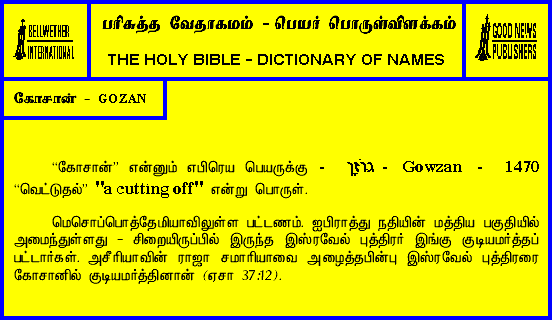 BELLWETHER
INTERNATIONAL
பரிசுத்த வேதாகமம் - பெயர் பொருள்விளக்கம்
THE HOLY BIBLE - DICTIONARY OF NAMES
GOOD NEWS
PUBLISHERS
கோசான் - GOZAN
“கோசான்” என்னும் எபிரெய பெயருக்கு - גּוֹזָן - Gowzan - 1470
“வெட்டுதல்” "a cutting off" என்று பொருள்.
மெசொப்பொத்தேமியாவிலுள்ள பட்டணம். ஐபிராத்து நதியின் மத்திய பகுதியில்
அமைந்துள்ளது - சிறையிருப்பில் இருந்த இஸ்ரவேல் புத்திரர் இங்கு குடியமர்த்தப்
பட்டார்கள். அசீரியாவின் ராஜா சமாரியாவை அழைத்தபின்பு இஸ்ரவேல் புத்திரரை
கோசானில் குடியமர்த்தினான் (ஏசா 37:12).